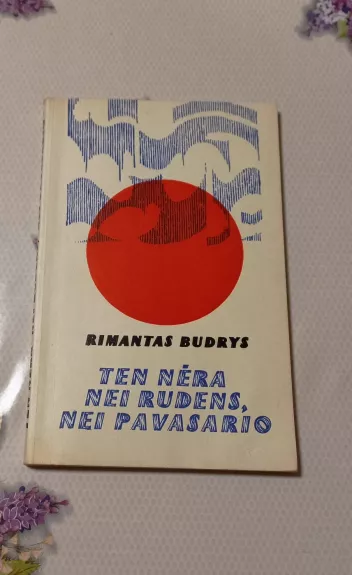 RIMANTAS BUDRYS
TEN NĖRA
NEI RUDENS,
NEI PAVASARIO